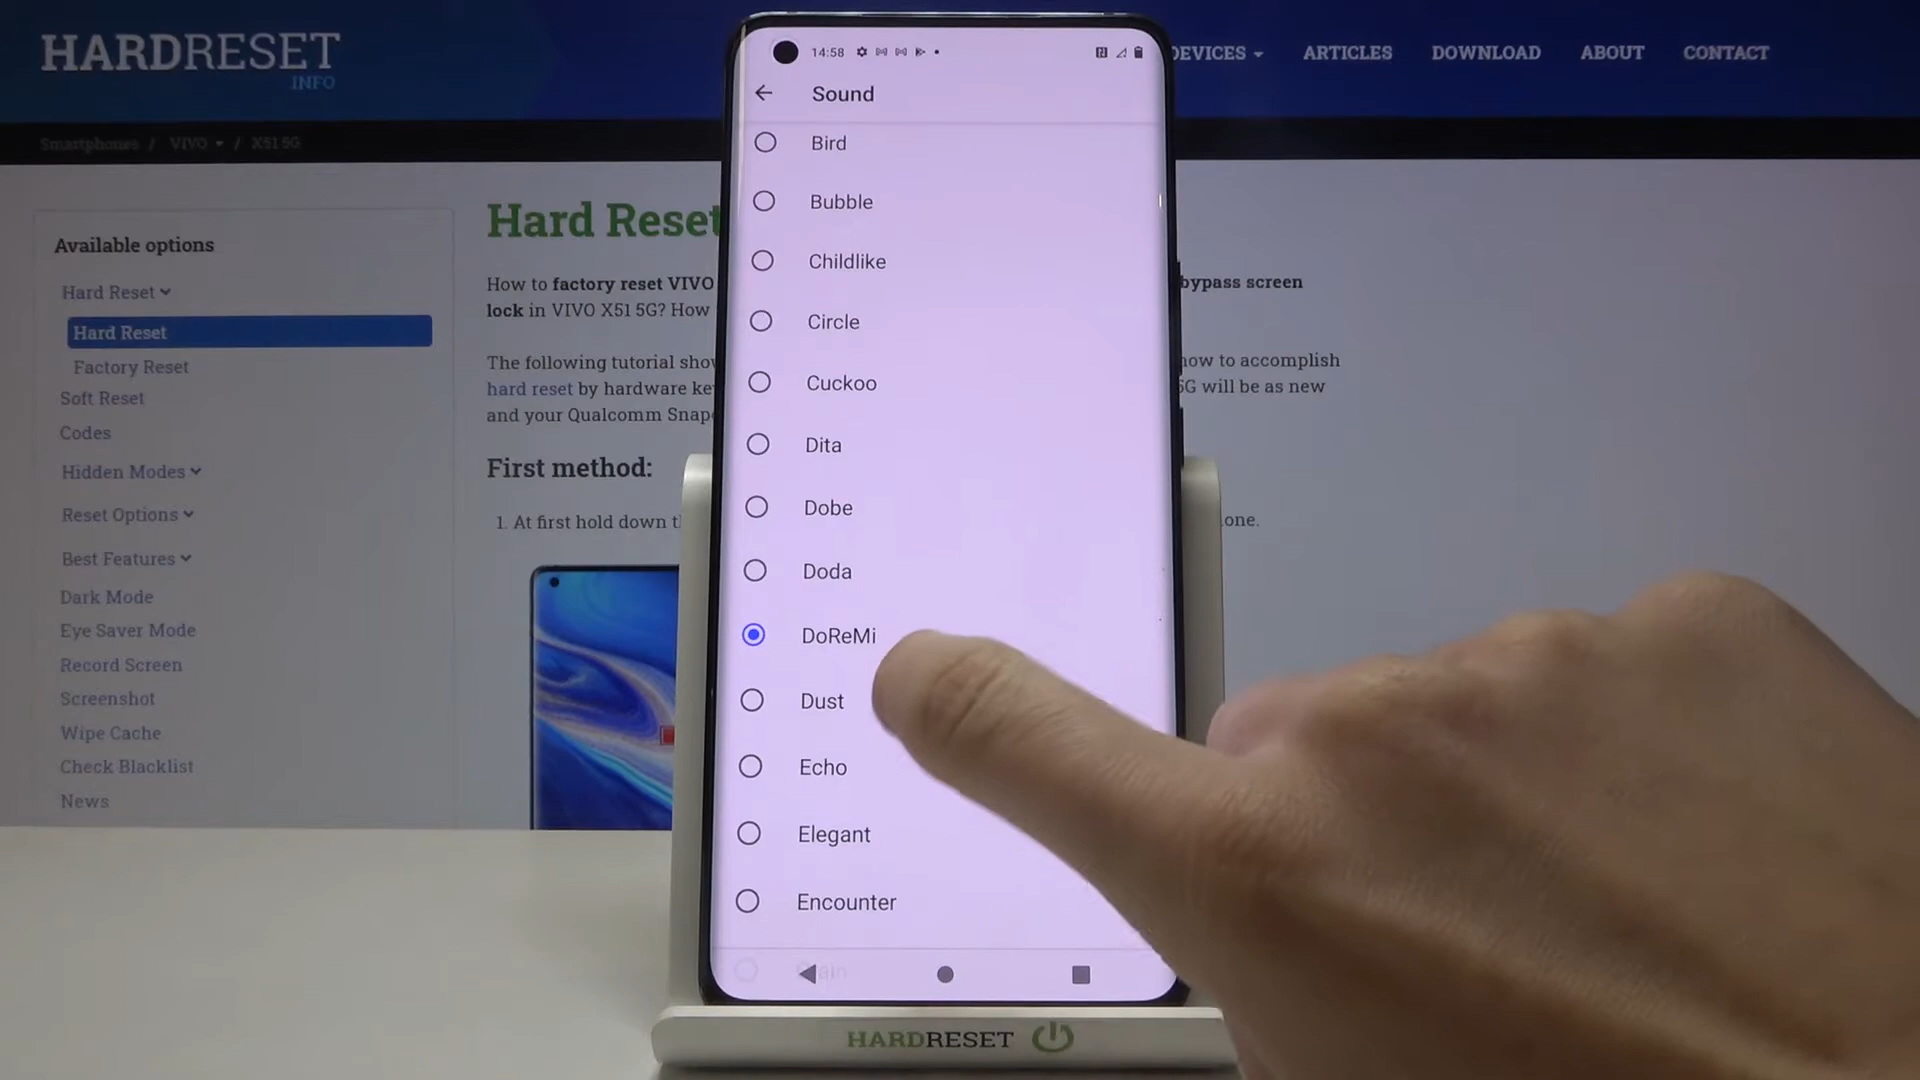 HARDRESET
INFO
DEVICES
ARTICLES
DOWNLOAD
ABOUT
CONTACT
Smartphones / VIVO / X51 5G
Available options
Hard Reset
Hard Reset
Factory Reset
Soft Reset
Codes
Hidden Modes
Reset Options
Best Features
Dark Mode
Eye Saver Mode
Record Screen
Screenshot
Wipe Cache
Check Blacklist
News
Hard Reset
How to factory reset VIVO
bypass screen
lock in VIVO X51 5G? How
The following tutorial
how to accomplish
hard reset by hardware
5G will be as new
and your Qualcomm
First method:
1. At first hold down
14:58
Sound
Bird
Bubble
Childlike
Circle
Cuckoo
Dita
Dobe
Doda
DoReMi
Dust
Echo
Elegant
Encounter
HARDRESET